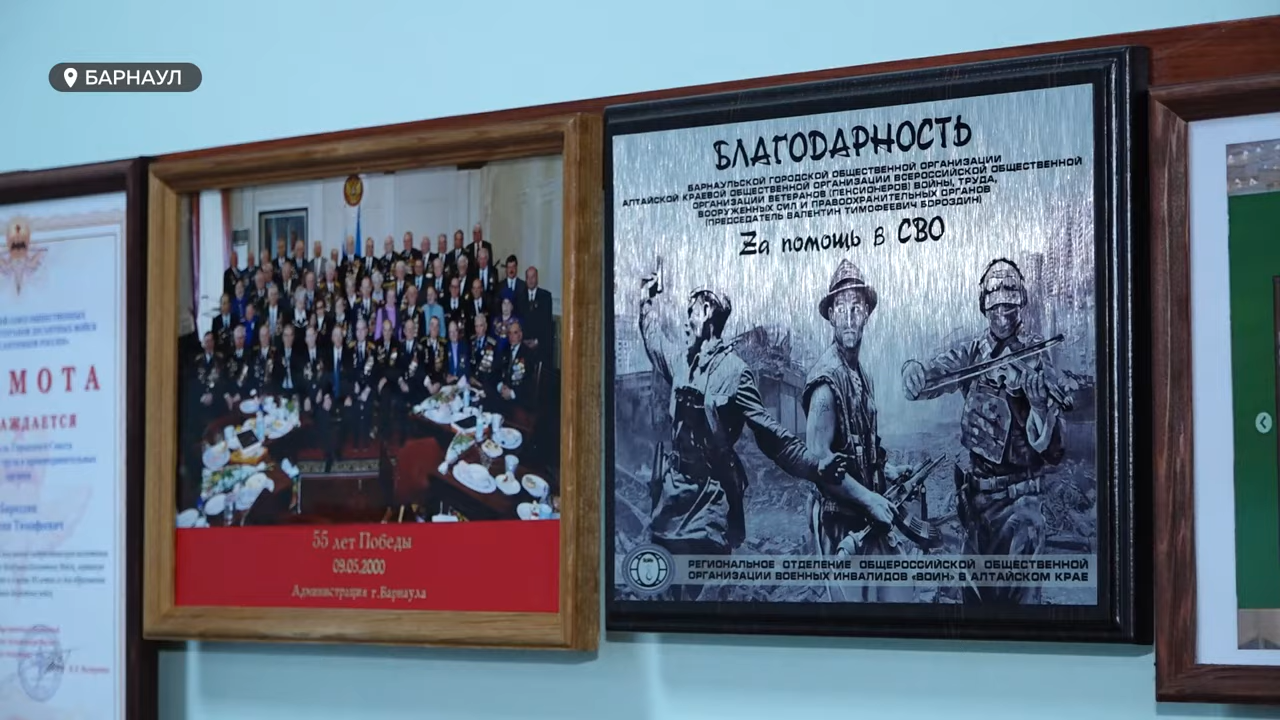 БАРНАУЛ
МОТА
АЖДАЕТСЯ
55 лет Победы
09.05.2000
Администрация г.Барнаула
БЛАГОДАРНОСТЬ
БАРНАУЛЬСКОЙ ГОРОДСКОЙ ОБЩЕСТВЕННОЙ ОРГАНИЗАЦИИ
АЛТАЙСКОЙ КРАЕВОЙ ОБЩЕСТВЕННОЙ ОРГАНИЗАЦИИ ВСЕРОССИЙСКОЙ ОБЩЕСТВЕННОЙ
ОРГАНИЗАЦИИ ВЕТЕРАНОВ (ПЕНСИОНЕРОВ) ВОЙНЫ, ТРУДА,
ВООРУЖЕННЫХ СИЛ И ПРАВООХРАНИТЕЛЬНЫХ ОРГАНОВ
(ПРЕДСЕДАТЕЛЬ ВАЛЕНТИН ТИМОФЕЕВИЧ БОРОЗДИН)
Zа помощь в СВО
РЕГИОНАЛЬНОЕ ОТДЕЛЕНИЕ ОБЩЕРОССИЙСКОЙ ОБЩЕСТВЕННОЙ
ОРГАНИЗАЦИИ ВОЕННЫХ ИНВАЛИДОВ «ВОИН» В АЛТАЙСКОМ КРАЕ